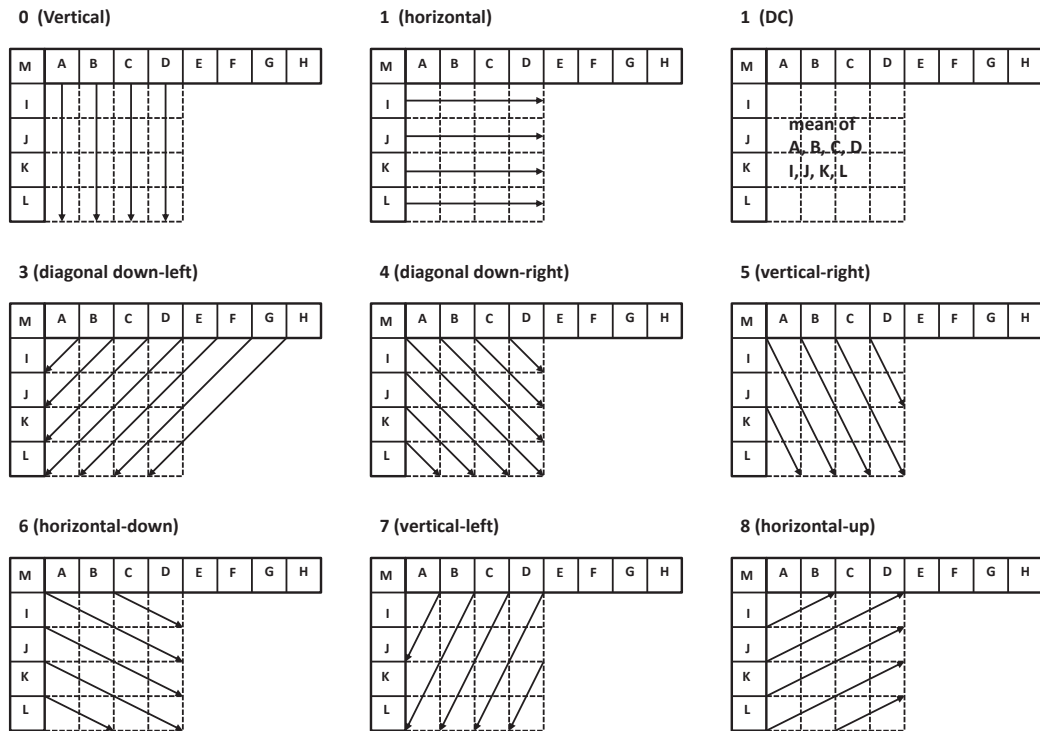 0 (Vertical)
M A B C D E F G H
I
J
K
L
1 (horizontal)
M A B C D E F G H
I
J
K
L
1 (DC)
M A B C D E F G H
I
J
K
L
mean of
A, B, C, D
I, J, K, L
3 (diagonal down-left)
M A B C D E F G H
I
J
K
L
4 (diagonal down-right)
M A B C D E F G H
I
J
K
L
5 (vertical-right)
M A B C D E F G H
I
J
K
L
6 (horizontal-down)
M A B C D E F G H
I
J
K
L
7 (vertical-left)
M A B C D E F G H
I
J
K
L
8 (horizontal-up)
M A B C D E F G H
I
J
K
L